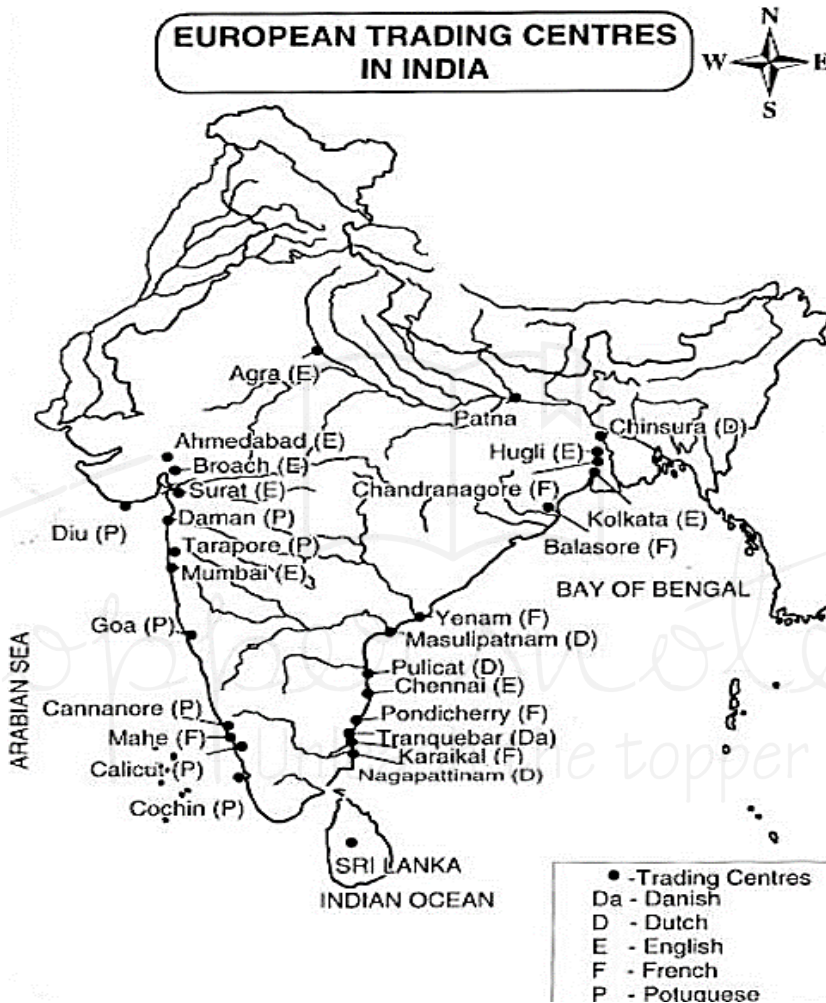 EUROPEAN TRADING CENTRES
IN INDIA
N
W
E
S
Agra (E)
Patna
Chinsura (D)
Ahmedabad (E)
Hugli (E)
Broach (E)
Surat (E)
Chandranagore (F)
Kolkata (E)
Diu (P)
Daman (P)
Balasore (F)
Tarapore (P)
Mumbai (E)
BAY OF BENGAL
Yenam (F)
Goa (P)
Masulipatnam (D)
ARABIAN SEA
Pulicat (D)
Chennai (E)
Cannanore (P)
Pondicherry (F)
Mahe (F)
Tranquebar (Da)
Karaikal (F)
Calicut (P)
Nagapattinam (D)
the topper
Cochin (P)
SRI LANKA
INDIAN OCEAN
-Trading Centres
Da - Danish
D - Dutch
E - English
F - French
P - Potuguese